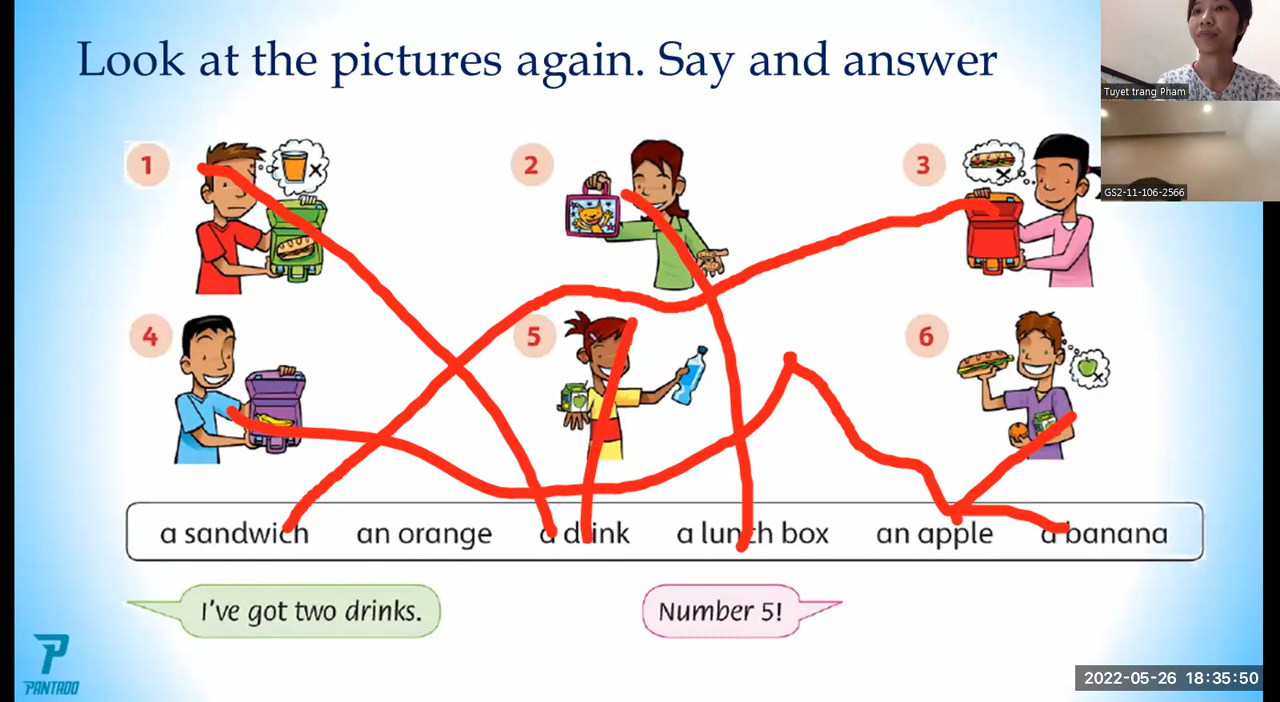 Look at the pictures again. Say and answer
Tuyet trang Pham
GS2-11-106-2566
1
2
3
4
5
6
a sandwich an orange a drink a lunch box an apple a banana
I've got two drinks.
Number 5!
P
PANTADO
2022-05-26 18:35:50